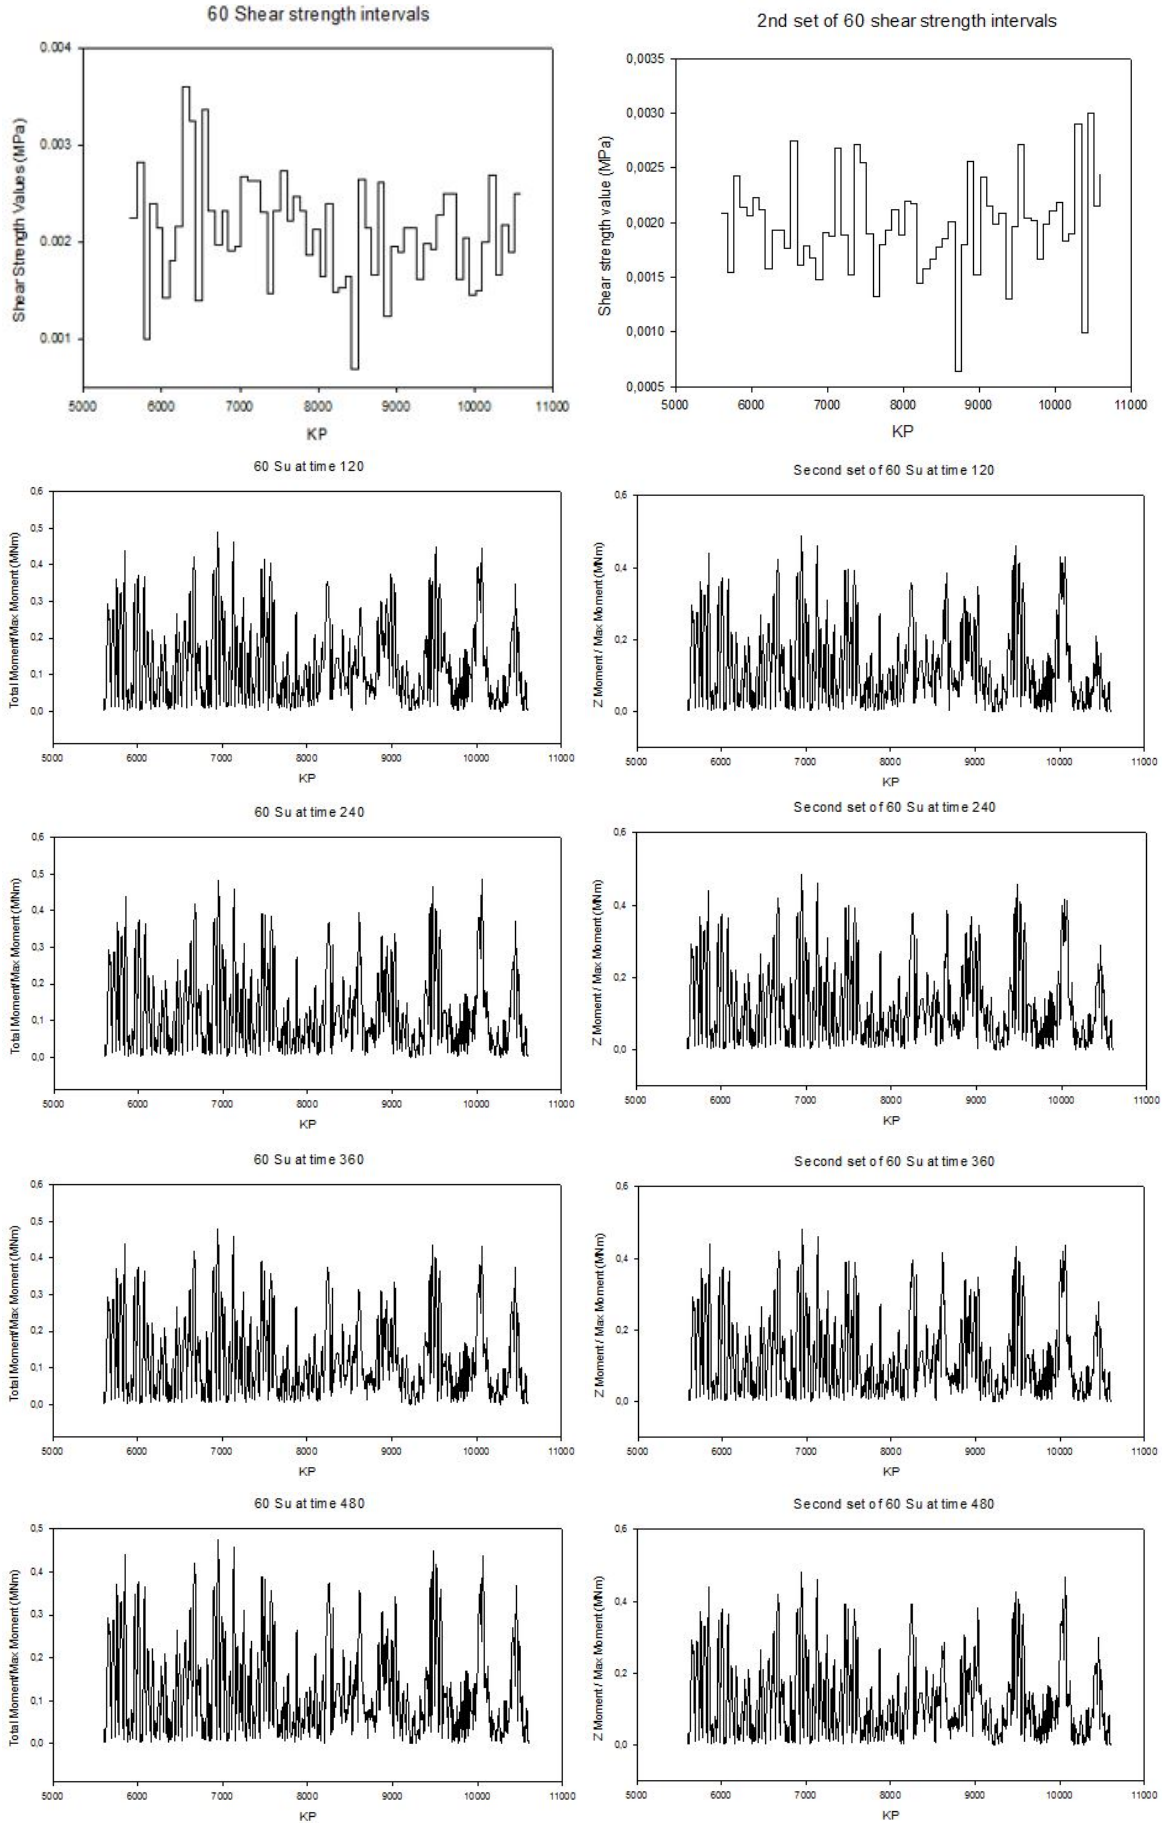 60 Shear strength intervals
0.004
0.003
0.002
0.001
Shear Strength Values (MPa)
5000 6000 7000 8000 9000 10000 11000
KP
2nd set of 60 shear strength intervals
0,0035
0,0030
0,0025
0,0020
0,0015
0,0010
0,0005
Shear strength value (MPa)
5000 6000 7000 8000 9000 10000 11000
KP
60 Su at time 120
0,6
0,5
0,4
0,3
0,2
0,1
0,0
Total Moment/Max Moment (MNm)
5000 6000 7000 8000 9000 10000 11000
KP
Second set of 60 Su at time 120
0,6
0,4
0,2
0,0
Z Moment / Max Moment (MNm)
5000 6000 7000 8000 9000 10000 11000
KP
60 Su at time 240
0,6
0,5
0,4
0,3
0,2
0,1
0,0
Total Moment/Max Moment (MNm)
5000 6000 7000 8000 9000 10000 11000
KP
Second set of 60 Su at time 240
0,6
0,4
0,2
0,0
Z Moment / Max Moment (MNm)
5000 6000 7000 8000 9000 10000 11000
KP
60 Su at time 360
0,6
0,5
0,4
0,3
0,2
0,1
0,0
Total Moment/Max Moment (MNm)
5000 6000 7000 8000 9000 10000 11000
KP
Second set of 60 Su at time 360
0,6
0,4
0,2
0,0
Z Moment / Max Moment (MNm)
5000 6000 7000 8000 9000 10000 11000
KP
60 Su at time 480
0,5
0,4
0,3
0,2
0,1
0,0
Total Moment/Max Moment (MNm)
5000 6000 7000 8000 9000 10000 11000
KP
Second set of 60 Su at time 480
0,6
0,4
0,2
0,0
Z Moment / Max Moment (MNm)
5000 6000 7000 8000 9000 10000 11000
KP